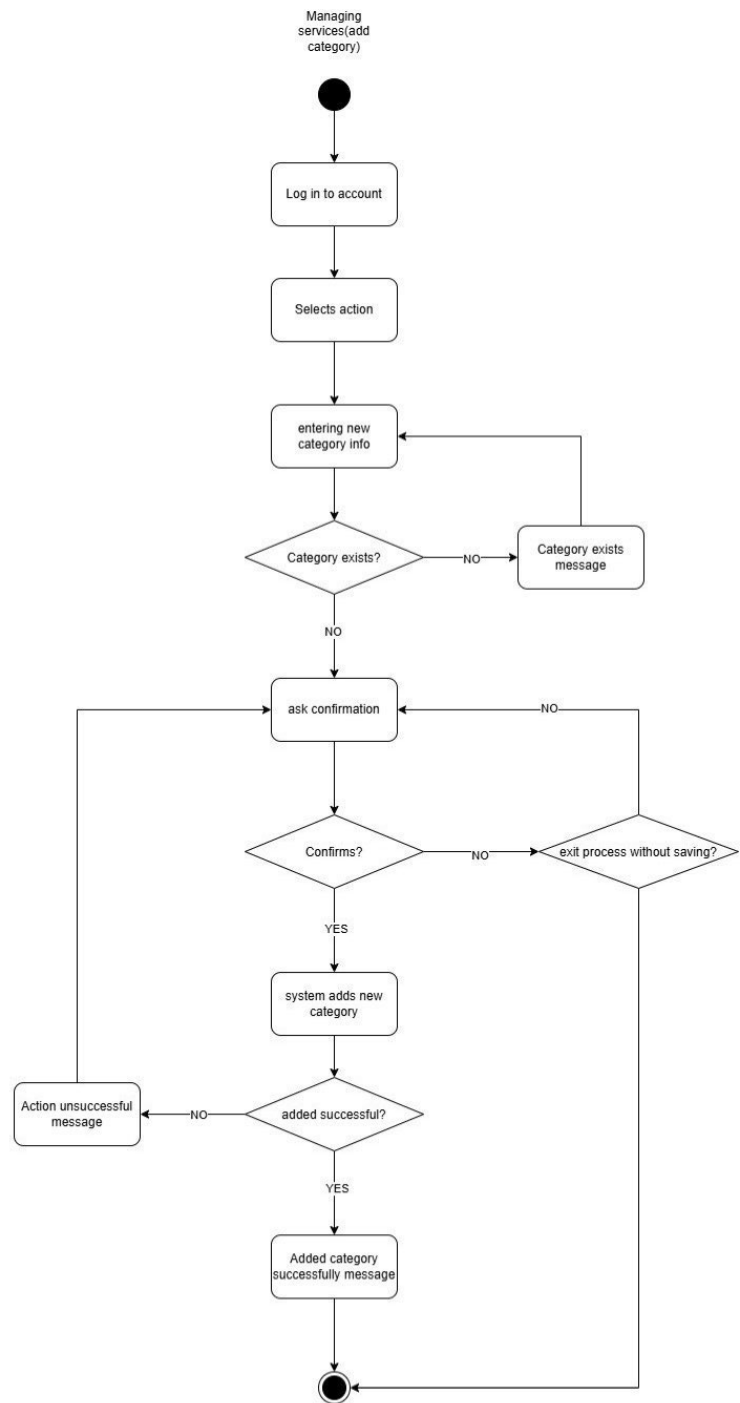 Managing
services(add
category)
Log in to account
Selects action
entering new
category info
Category exists?
NO
Category exists
message
NO
ask confirmation
NO
Confirms?
NO
exit process without saving?
YES
system adds new
category
Action unsuccessful
message
NO
added successful?
YES
Added category
successfully message